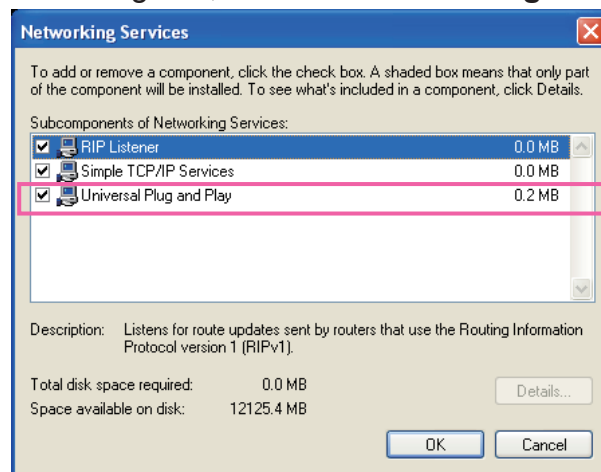 Networking Services
To add or remove a component, click the check box. A shaded box means that only part
of the component will be installed. To see what's included in a component, click Details.
Subcomponents of Networking Services:
RIP Listener 0.0 MB
Simple TCP/IP Services 0.0 MB
Universal Plug and Play 0.2 MB
Description: Listens for route updates sent by routers that use the Routing Information
Protocol version 1 (RIPv1).
Total disk space required: 0.0 MB
Details...
Space available on disk: 12125.4 MB
OK Cancel